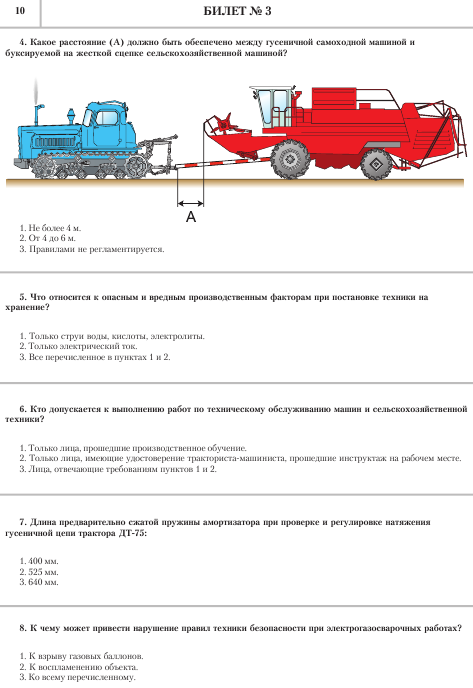 10
БИЛЕТ № 3
4. Какое расстояние (А) должно быть обеспечено между гусеничной самоходной машиной и
буксируемой на жесткой сцепке сельскохозяйственной машиной?
А
1. Не более 4 м.
2. От 4 до 6 м.
3. Правилами не регламентируется.
5. Что относится к опасным и вредным производственным факторам при постановке техники на
хранение?
1. Только струи воды, кислоты, электролиты.
2. Только электрический ток.
3. Все перечисленное в пунктах 1 и 2.
6. Кто допускается к выполнению работ по техническому обслуживанию машин и сельскохозяйственной
техники?
1. Только лица, прошедшие производственное обучение.
2. Только лица, имеющие удостоверение тракториста-машиниста, прошедшие инструктаж на рабочем месте.
3. Лица, отвечающие требованиям пунктов 1 и 2.
7. Длина предварительно сжатой пружины амортизатора при проверке и регулировке натяжения
гусеничной цепи трактора ДТ-75:
1. 400 мм.
2. 525 мм.
3. 640 мм.
8. К чему может привести нарушение правил техники безопасности при электрогазосварочных работах?
1. К взрыву газовых баллонов.
2. К воспламенению объекта.
3. Ко всему перечисленному.